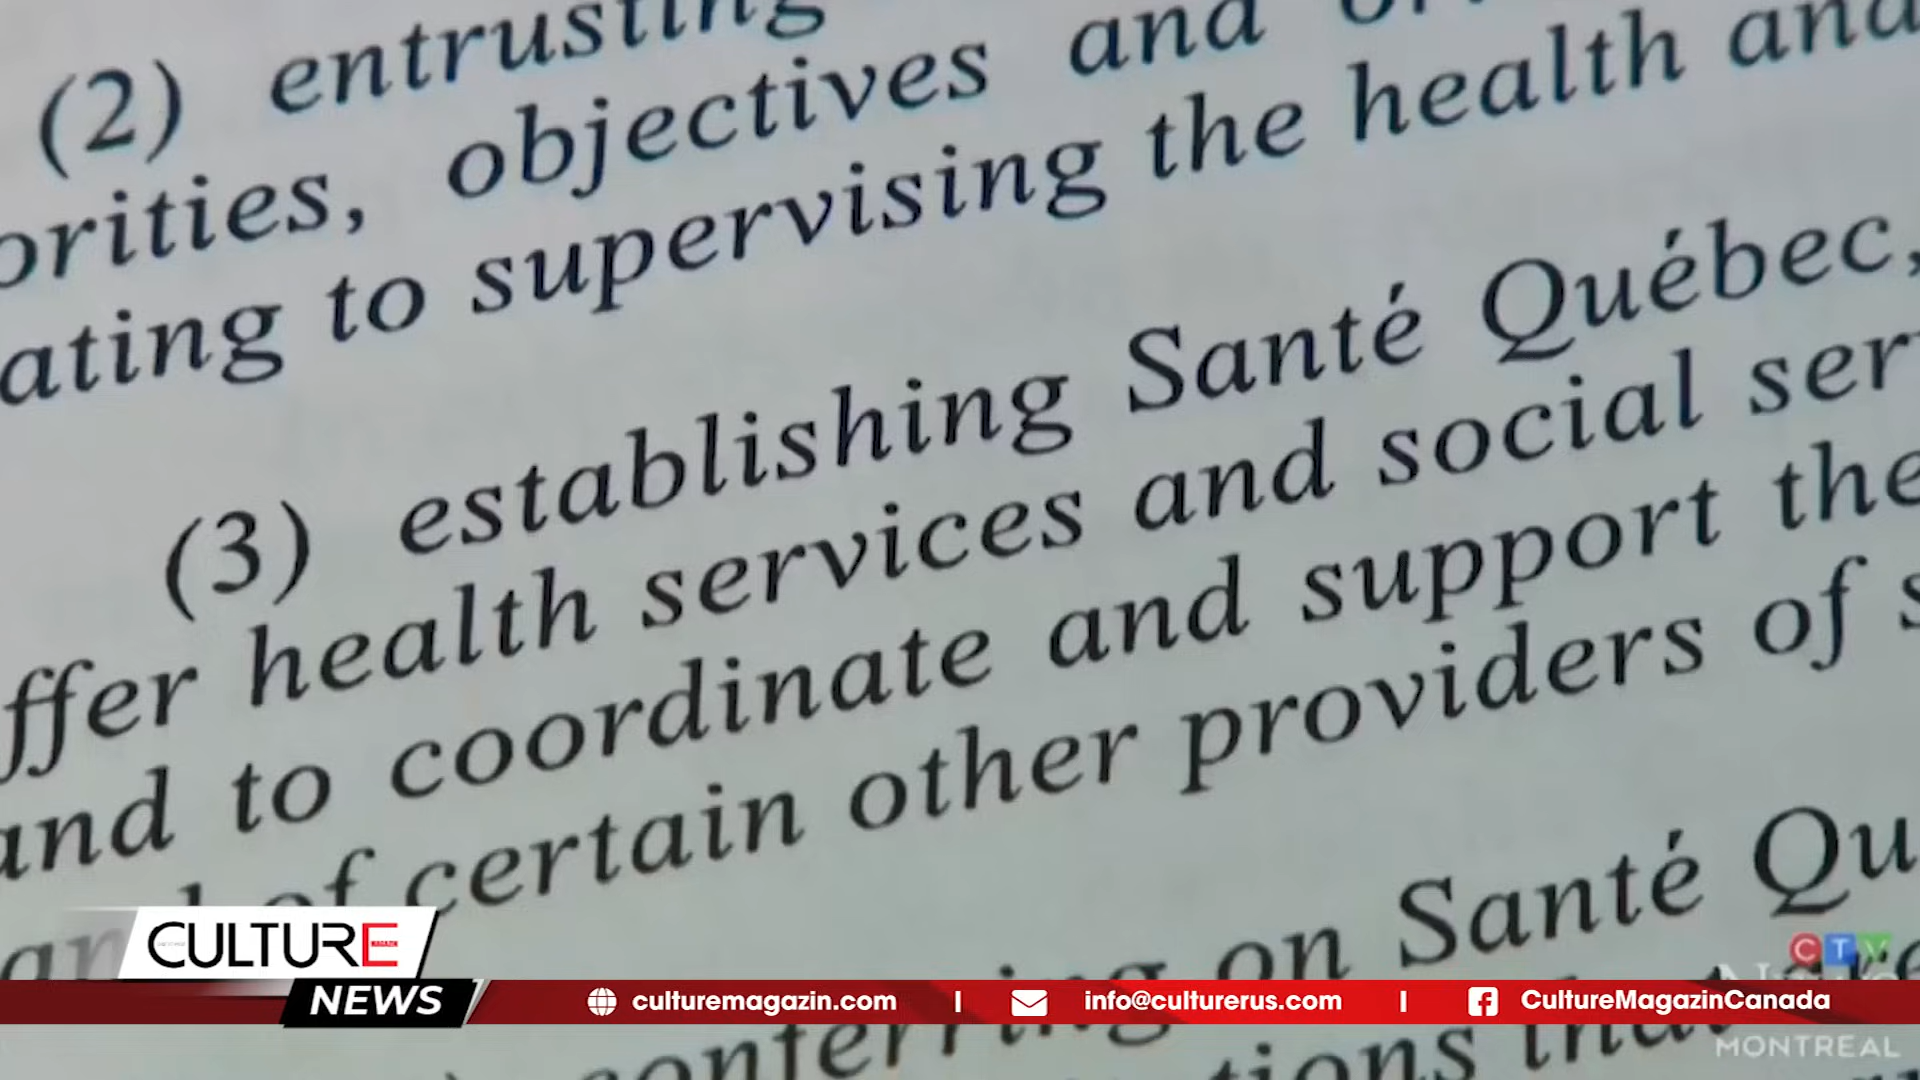 (2) entrusting
orities, objectives and
ating to supervising the health and
(3) establishing Santé Québec,
ffer health services and social ser
and to coordinate and support the
of certain other providers of s
on Santé Qu
CULTURE
MAGAZIN
NEWS
culturemagazin.com | info@culturerus.com | CultureMagazinCanada
CTV
MONTREAL